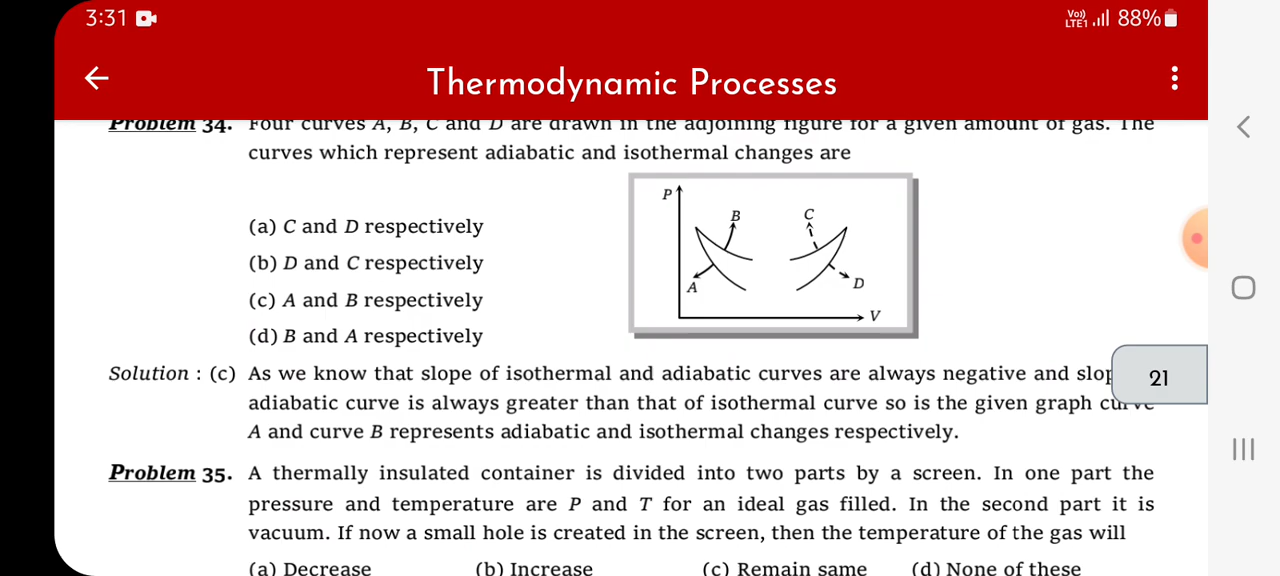 3:31
Vo))
LTE1 88%
Thermodynamic Processes
Problem 34. Four curves A, B, C and D are drawn in the adjoining figure for a given amount of gas. The
curves which represent adiabatic and isothermal changes are
P
B
C
(a) C and D respectively
(b) D and C respectively
A
D
(c) A and B respectively
V
(d) B and A respectively
Solution : (c) As we know that slope of isothermal and adiabatic curves are always negative and
21
adiabatic curve is always greater than that of isothermal curve so is the given graph curve
A and curve B represents adiabatic and isothermal changes respectively.
Problem 35. A thermally insulated container is divided into two parts by a screen. In one part the
pressure and temperature are P and T for an ideal gas filled. In the second part it is
vacuum. If now a small hole is created in the screen, then the temperature of the gas will
(a) Decrease (b) Increase (c) Remain same (d) None of these